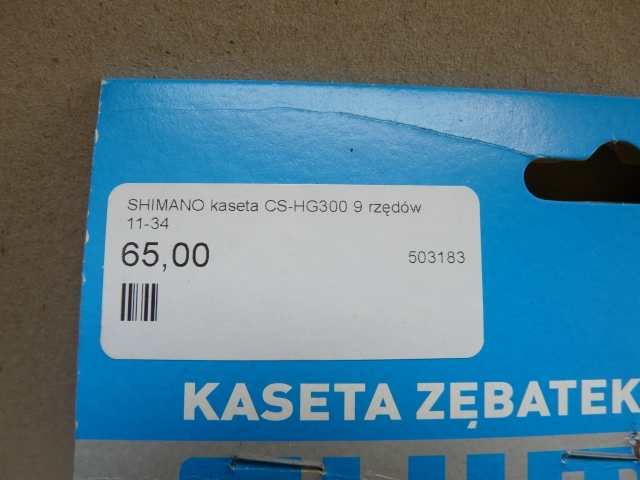 SHIMANO kaseta CS-HG300 9 rzędów
11-34
65,00
503183
KASETA ZĘBATEK